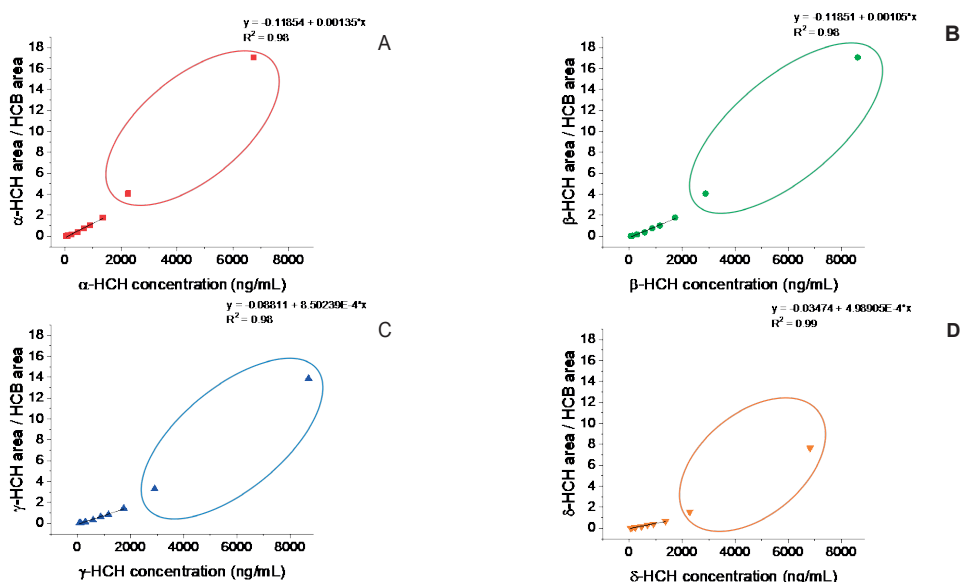 y = -0.11854 + 0.00135*x
R² = 0.98
A
18
16
14
12
10
8
6
4
2
0
α-HCH area / HCB area
0 2000 4000 6000 8000
α-HCH concentration (ng/mL)
y = -0.11851 + 0.00105*x
R² = 0.98
B
18
16
14
12
10
8
6
4
2
0
β-HCH area / HCB area
0 2000 4000 6000 8000
β-HCH concentration (ng/mL)
y = -0.08811 + 8.50239E-4*x
R² = 0.98
C
18
16
14
12
10
8
6
4
2
0
γ-HCH area / HCB area
0 2000 4000 6000 8000
γ-HCH concentration (ng/mL)
y = -0.03474 + 4.98905E-4*x
R² = 0.99
D
18
16
14
12
10
8
6
4
2
0
δ-HCH area / HCB area
0 2000 4000 6000 8000
δ-HCH concentration (ng/mL)